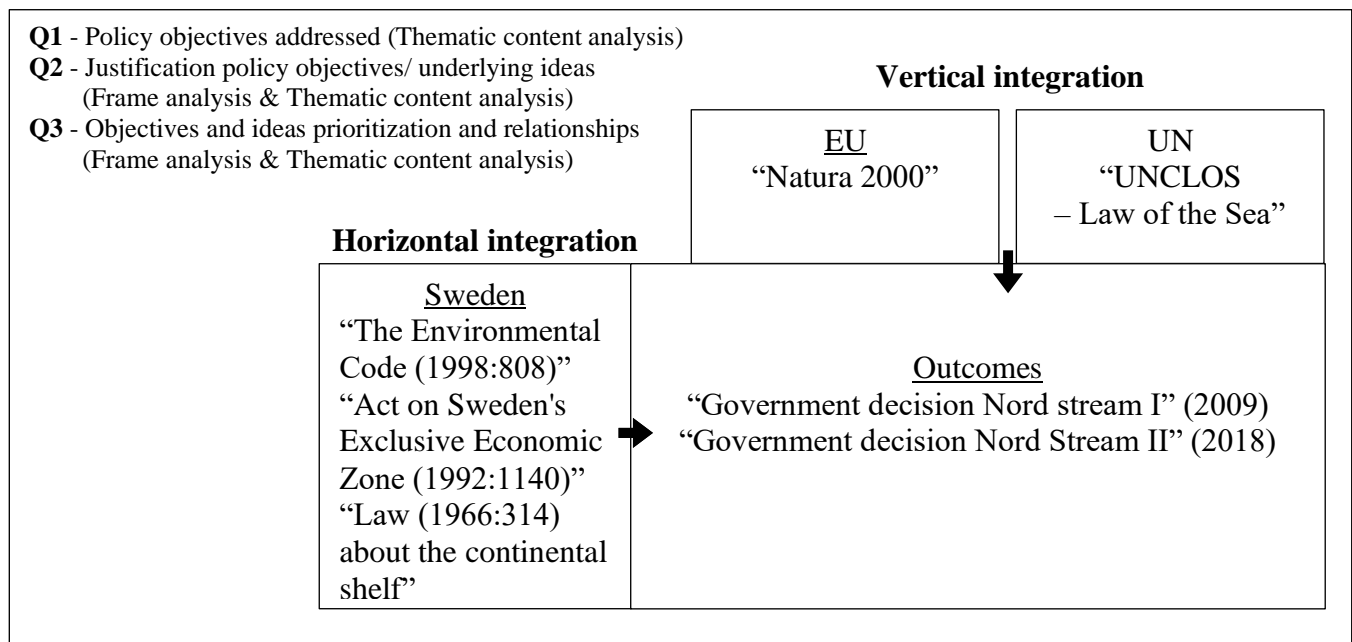 Q1 - Policy objectives addressed (Thematic content analysis)
Q2 - Justification policy objectives/ underlying ideas
(Frame analysis & Thematic content analysis)
Q3 - Objectives and ideas prioritization and relationships
(Frame analysis & Thematic content analysis)
Vertical integration
EU
“Natura 2000”
UN
“UNCLOS
– Law of the Sea”
Horizontal integration
Sweden
“The Environmental
Code (1998:808)”
“Act on Sweden's
Exclusive Economic
Zone (1992:1140)”
“Law (1966:314)
about the continental
shelf”
Outcomes
“Government decision Nord stream I” (2009)
“Government decision Nord Stream II” (2018)